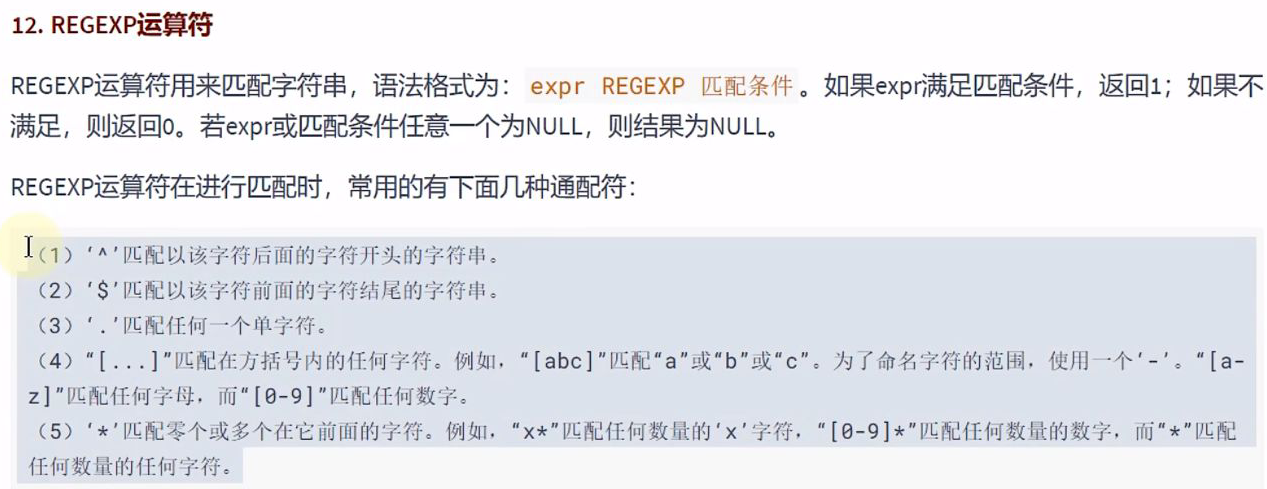 12. REGEXP运算符
REGEXP运算符用来匹配字符串，语法格式为： expr REGEXP 匹配条件 。如果expr满足匹配条件，返回1；如果不
满足，则返回0。若expr或匹配条件任意一个为NULL，则结果为NULL。
REGEXP运算符在进行匹配时，常用的有下面几种通配符：
（1）‘^’匹配以该字符后面的字符开头的字符串。
（2）‘$’匹配以该字符前面的字符结尾的字符串。
（3）‘.’匹配任何一个单字符。
（4）“[...]”匹配在方括号内的任何字符。例如，“[abc]”匹配“a”或“b”或“c”。为了命名字符的范围，使用一个‘-’。“[a-
z]”匹配任何字母，而“[0-9]”匹配任何数字。
（5）‘*’匹配零个或多个在它前面的字符。例如，“x*”匹配任何数量的‘x’字符，“[0-9]*”匹配任何数量的数字，而“*”匹配
任何数量的任何字符。